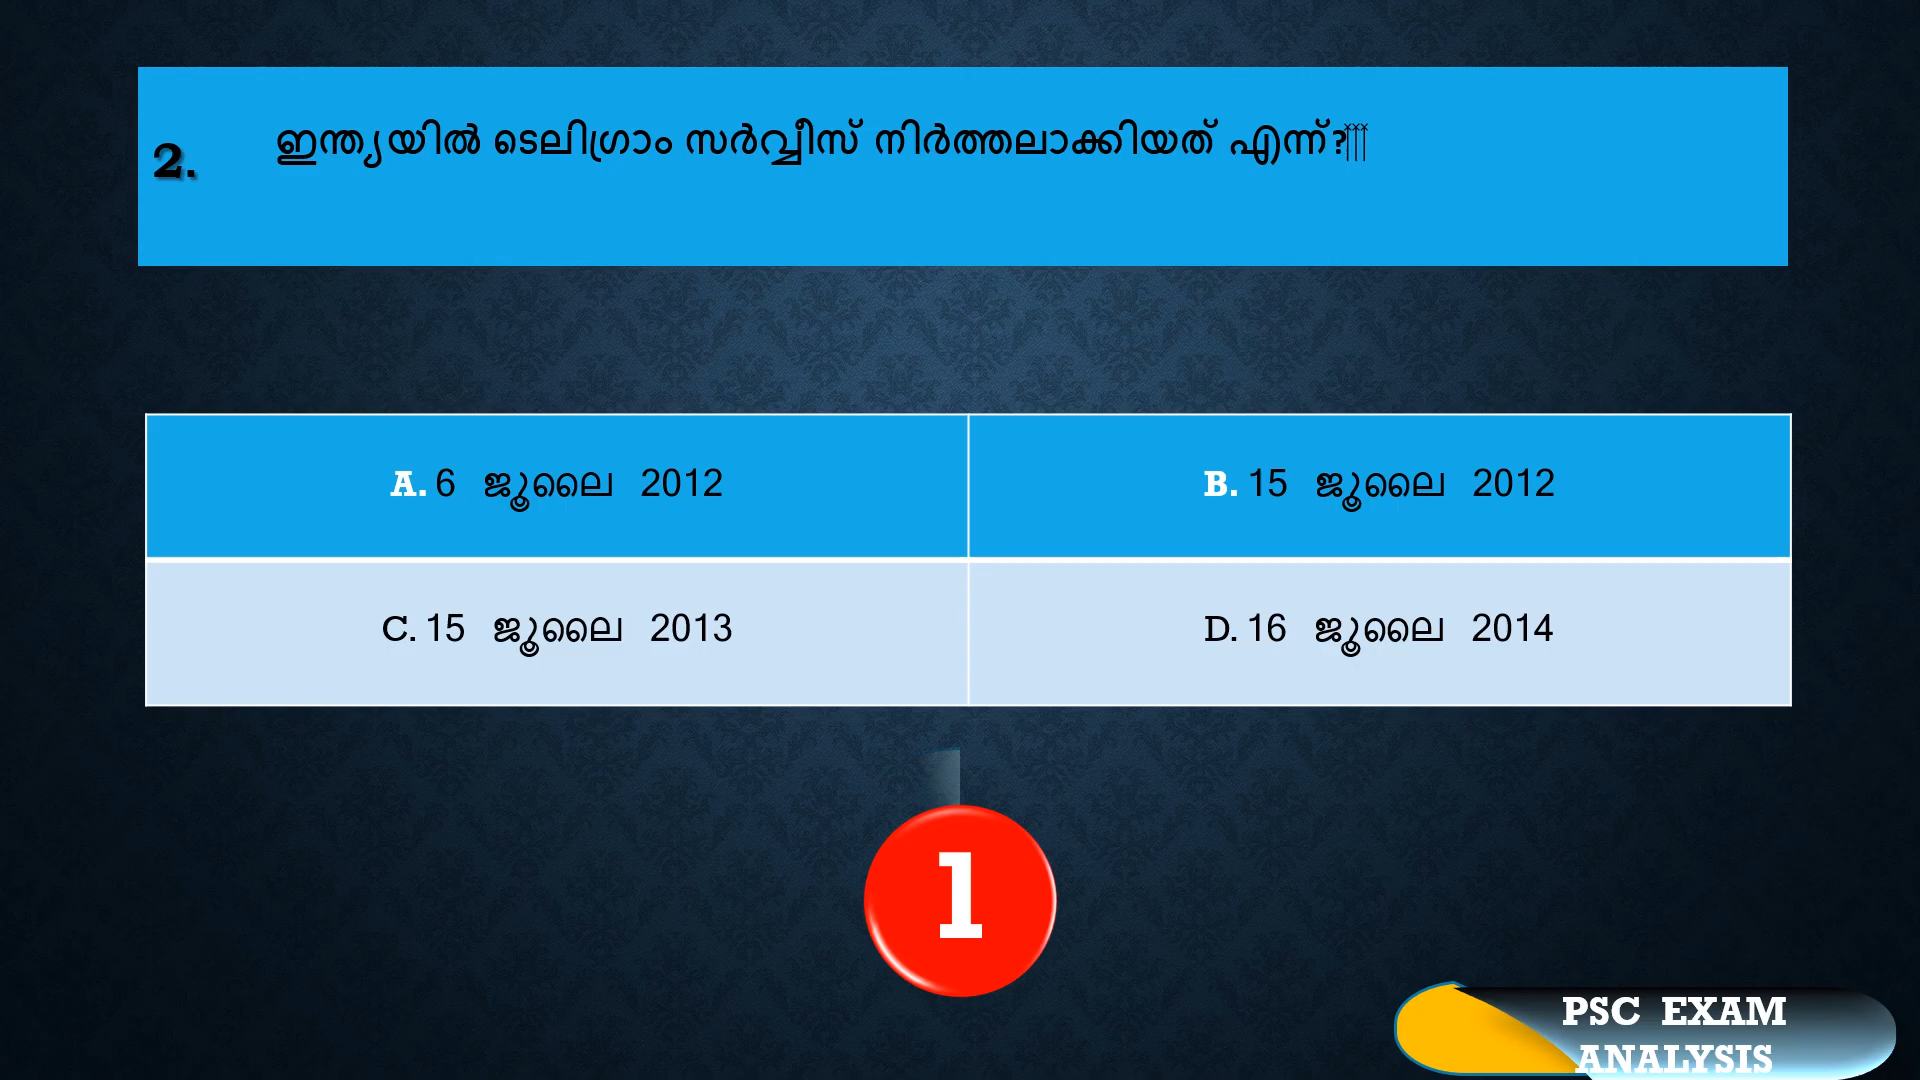 2. ഇന്ത്യയിൽ ടെലിഗ്രാം സർവ്വീസ് നിർത്തലാക്കിയത് എന്ന്?
A. 6 ജൂലൈ 2012
B. 15 ജൂലൈ 2012
C. 15 ജൂലൈ 2013
D. 16 ജൂലൈ 2014
1
PSC EXAM
ANALYSIS